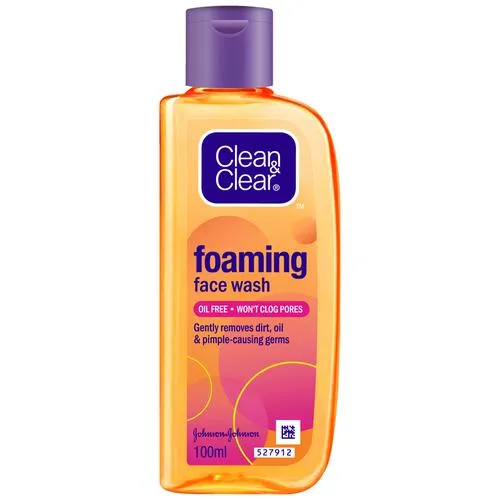 Clean &
Clear®
™
foaming
face wash
OIL FREE • WON'T CLOG PORES
Gently removes dirt, oil
& pimple-causing germs
Johnson&Johnson
100ml
527912